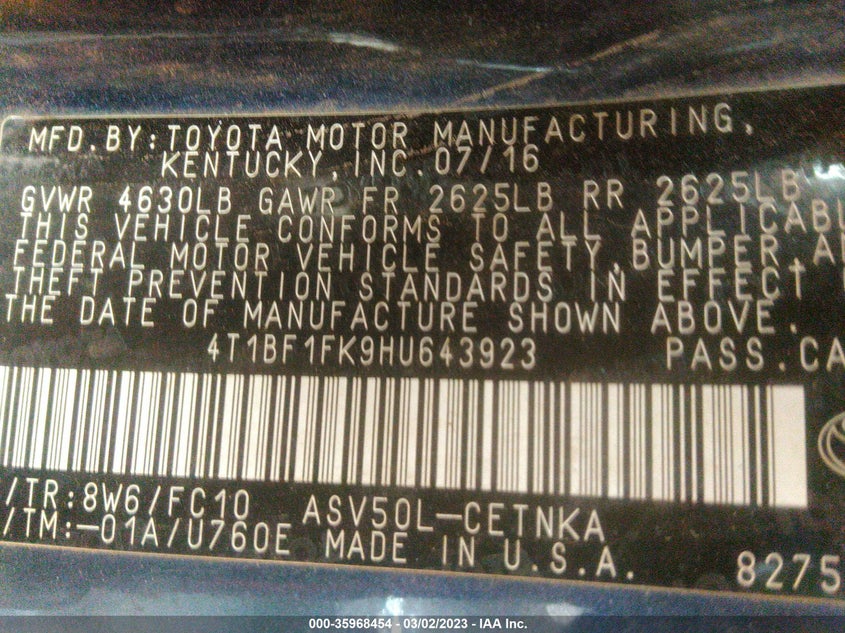 MFD.BY:TOYOTA MOTOR MANUFACTURING,
KENTUCKY,INC.07/16
GVWR 4630LB GAWR FR 2625LB RR 2625LB
THIS VEHICLE CONFORMS TO ALL APPLICABL
FEDERAL MOTOR VEHICLE SAFETY,BUMPER,AN
THEFT PREVENTION STANDARDS IN EFFECT
THE DATE OF MANUFACTURE SHOWN ABOVE.
4T1BF1FK9HU643923 PASS.CA
/TR:8W6/FC10 ASV50L-CETNKA
/TM:-01A/U760E MADE IN U.S.A.
8275
000-35968454 - 03/02/2023 - IAA Inc.